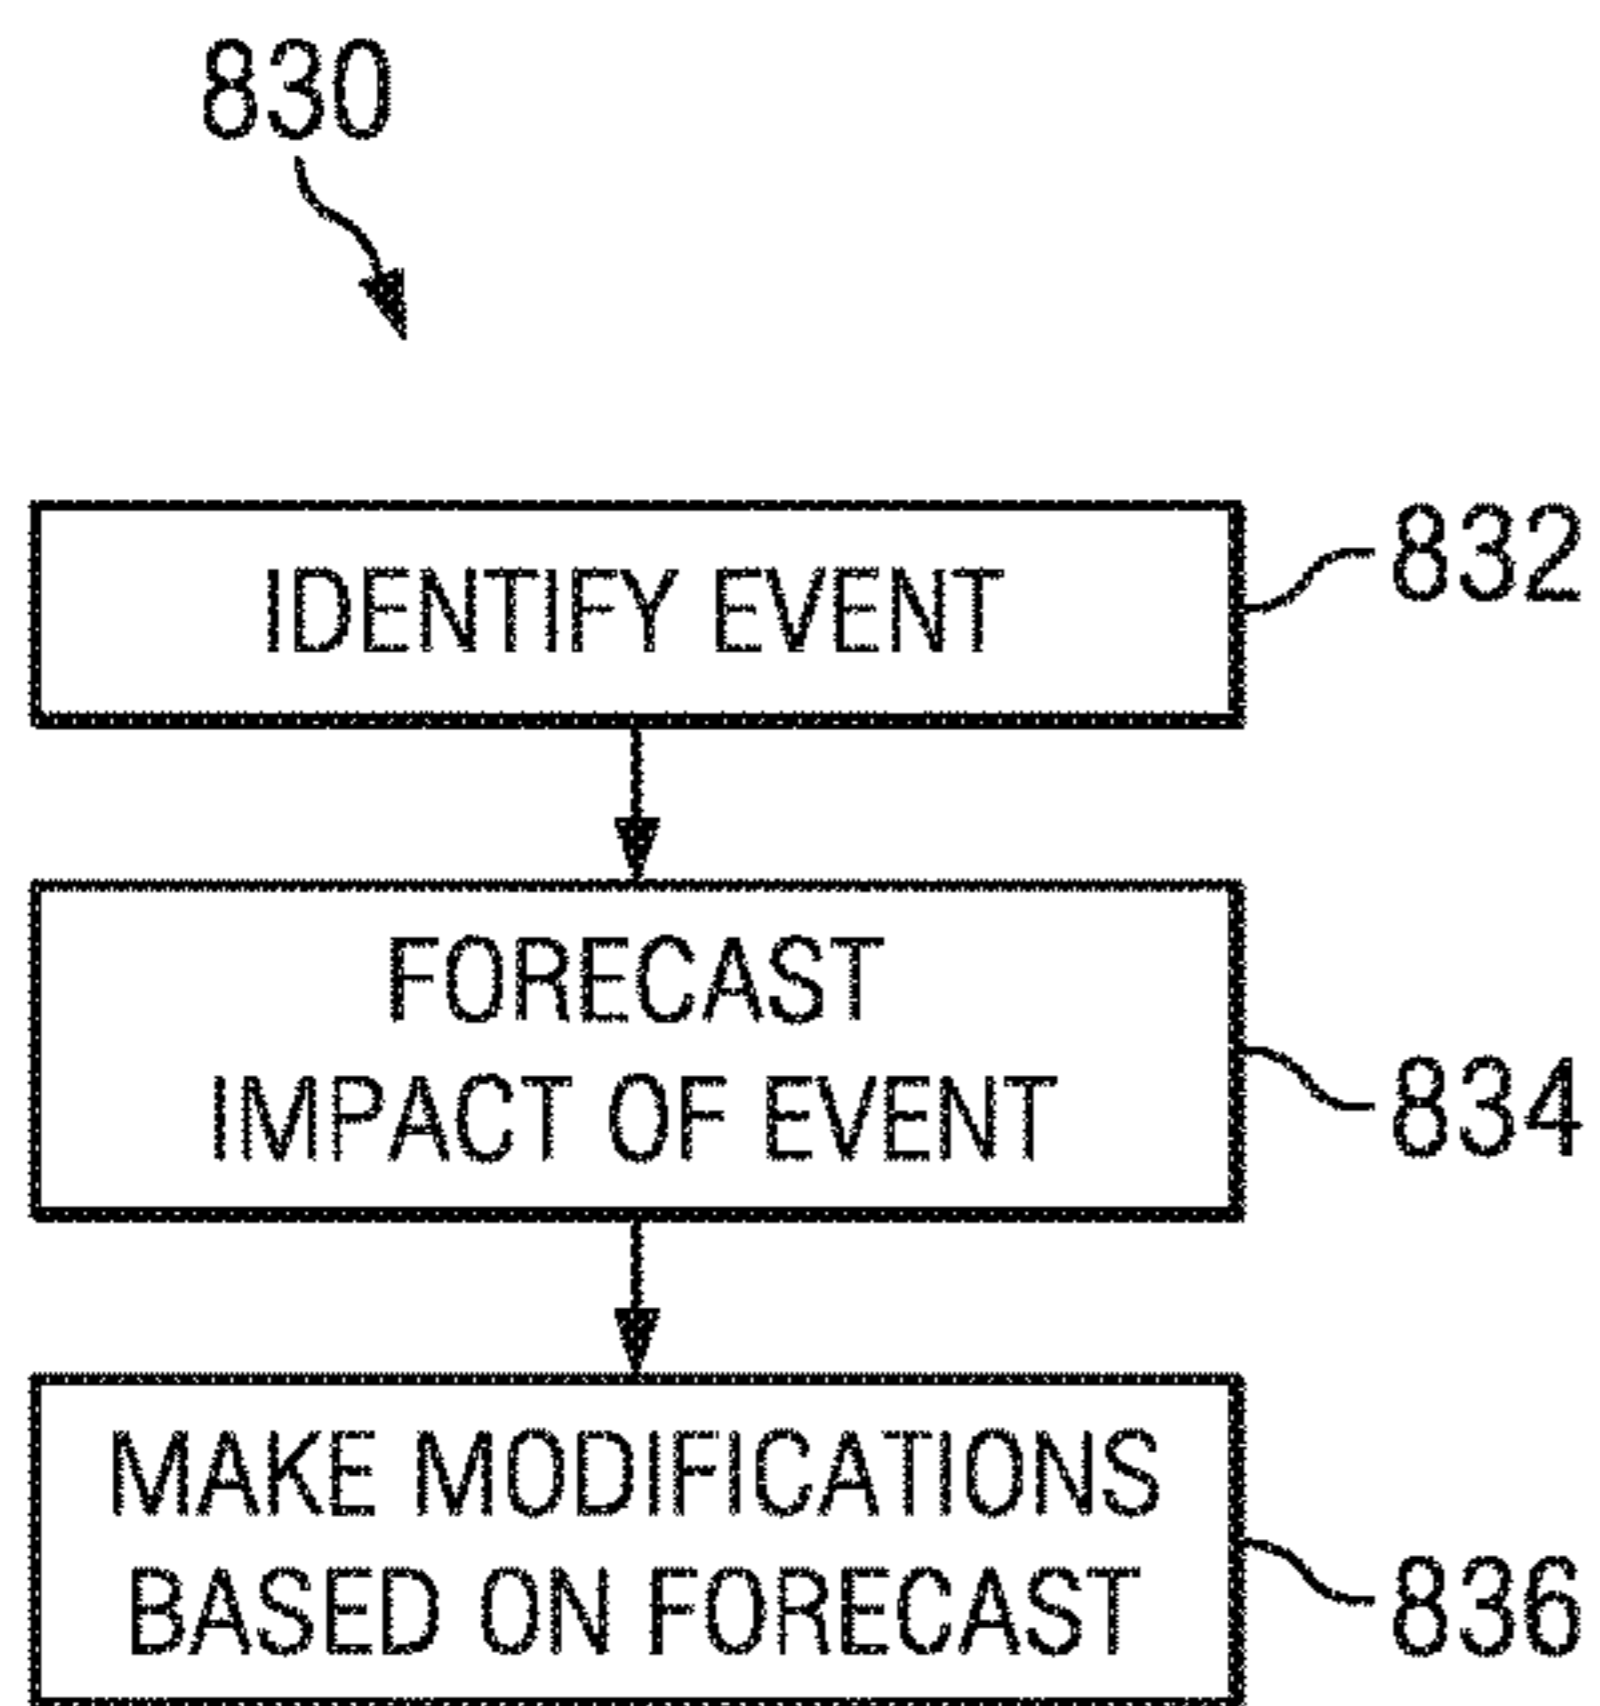 830
IDENTIFY EVENT
832
FORECAST
IMPACT OF EVENT
834
MAKE MODIFICATIONS
BASED ON FORECAST
836